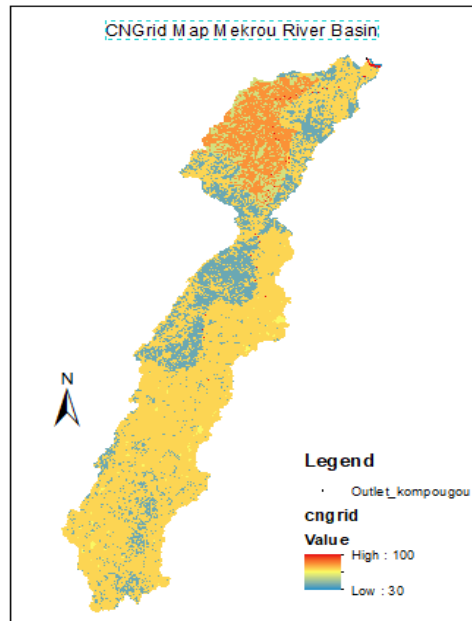 CNGrid Map Mekrou River Basin
N
Legend
Outlet_kompougou
cngrid
Value
High : 100
Low : 30